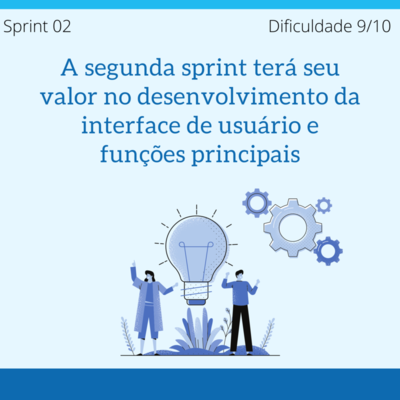 Sprint 02
Dificuldade 9/10
A segunda sprint terá seu
valor no desenvolvimento da
interface de usuário e
funções principais